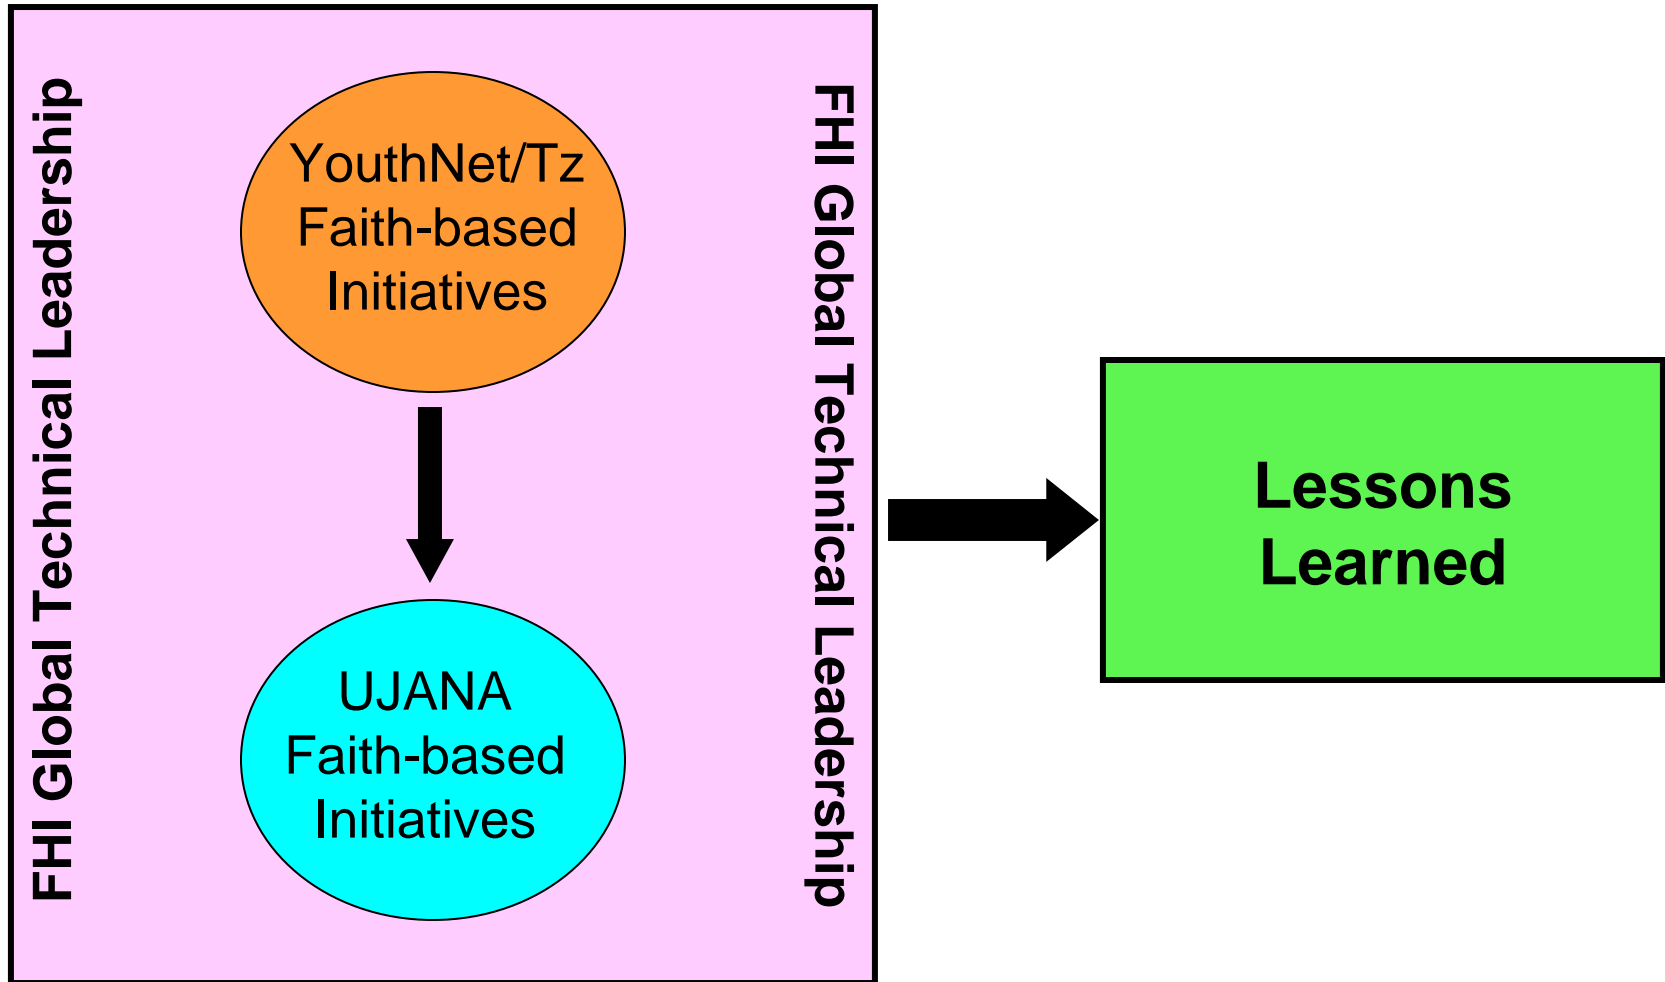 FHI Global Technical Leadership
YouthNet/Tz
Faith-based
Initiatives
UJANA
Faith-based
Initiatives
FHI Global Technical Leadership
Lessons
Learned